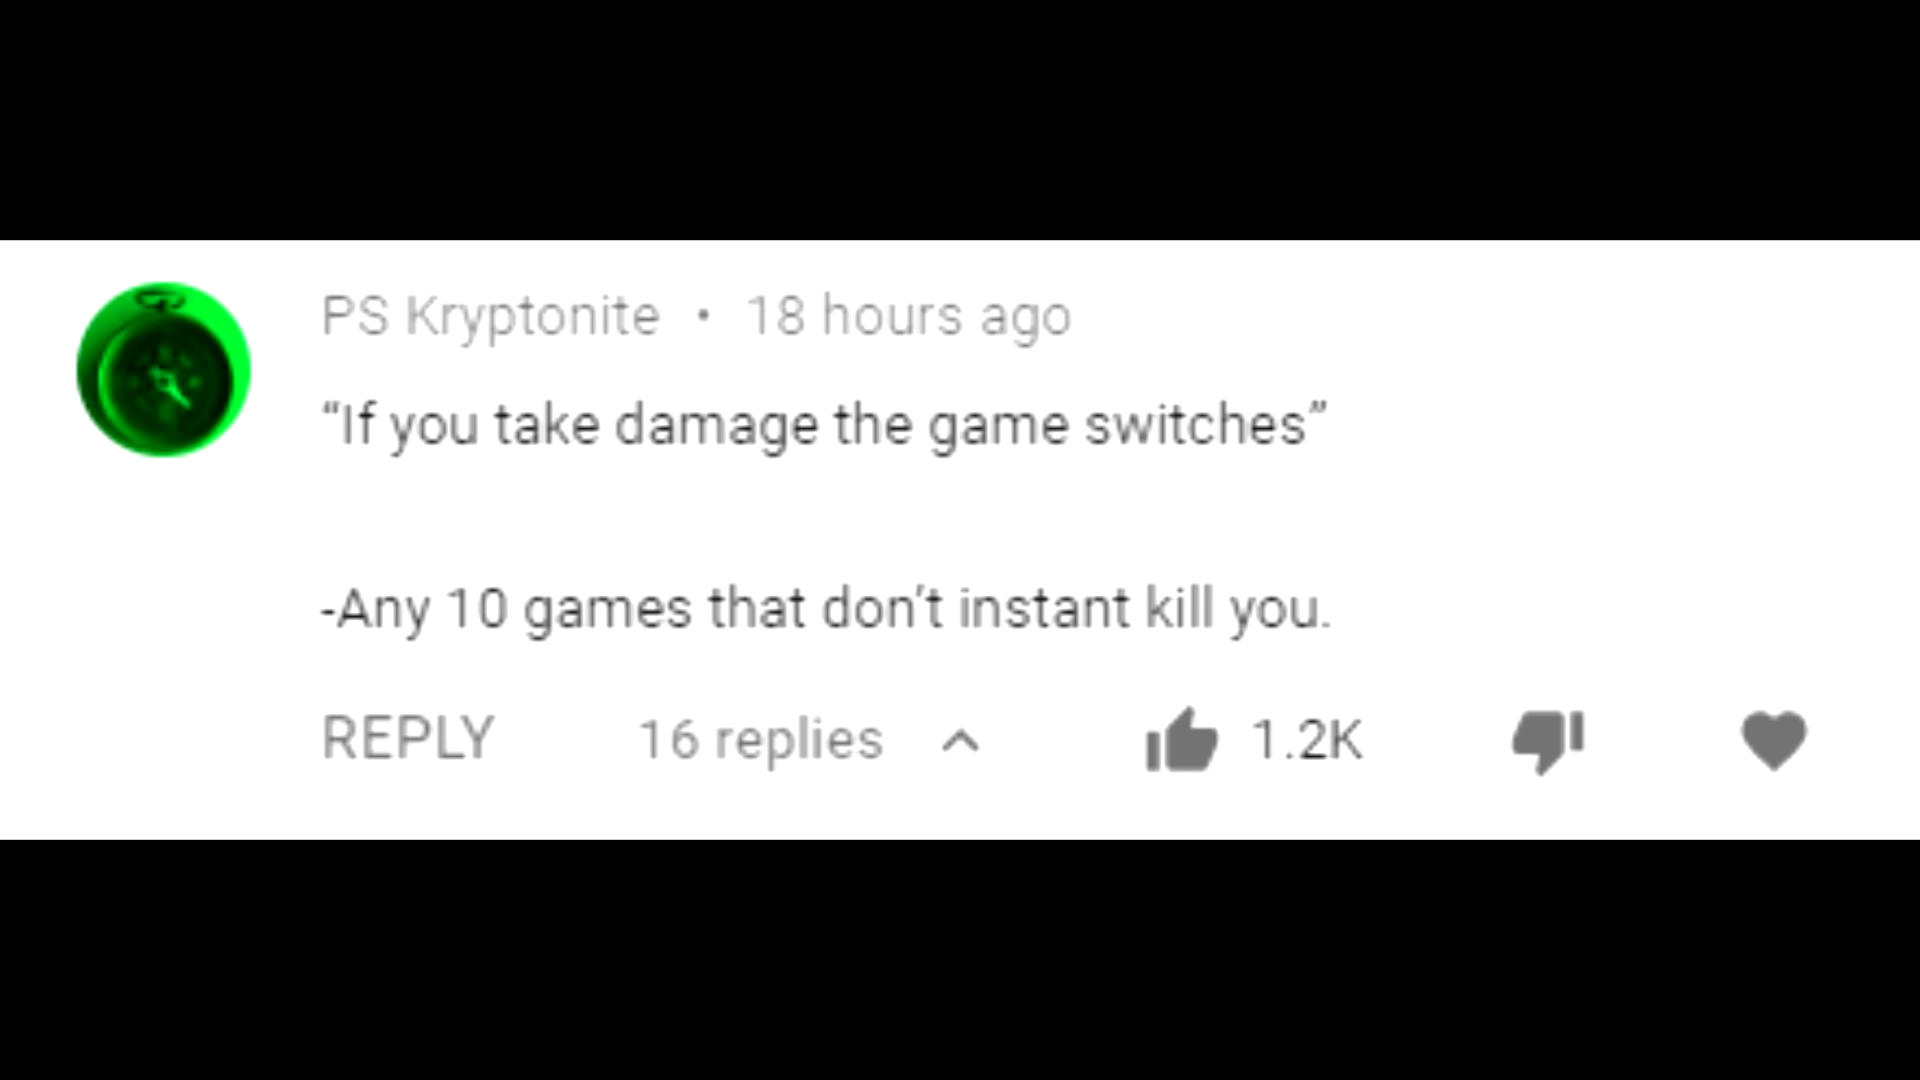 PS Kryptonite • 18 hours ago
“If you take damage the game switches”
-Any 10 games that don’t instant kill you.
REPLY 16 replies 1.2K